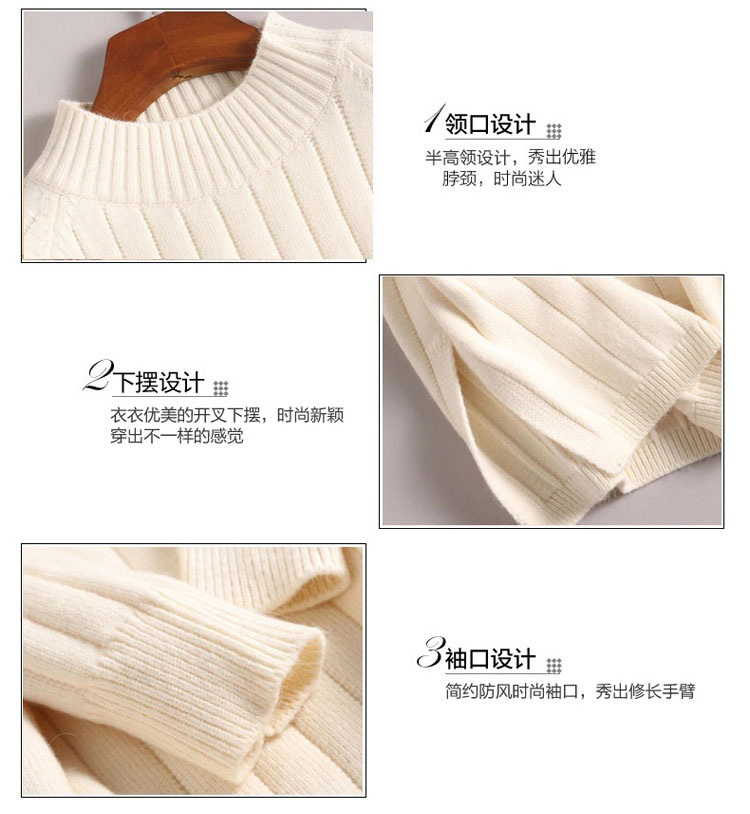 1 领口设计
半高领设计，秀出优雅
脖颈，时尚迷人
2 下摆设计
衣衣优美的开叉下摆，时尚新颖
穿出不一样的感觉
3 袖口设计
简约防风时尚袖口，秀出修长手臂